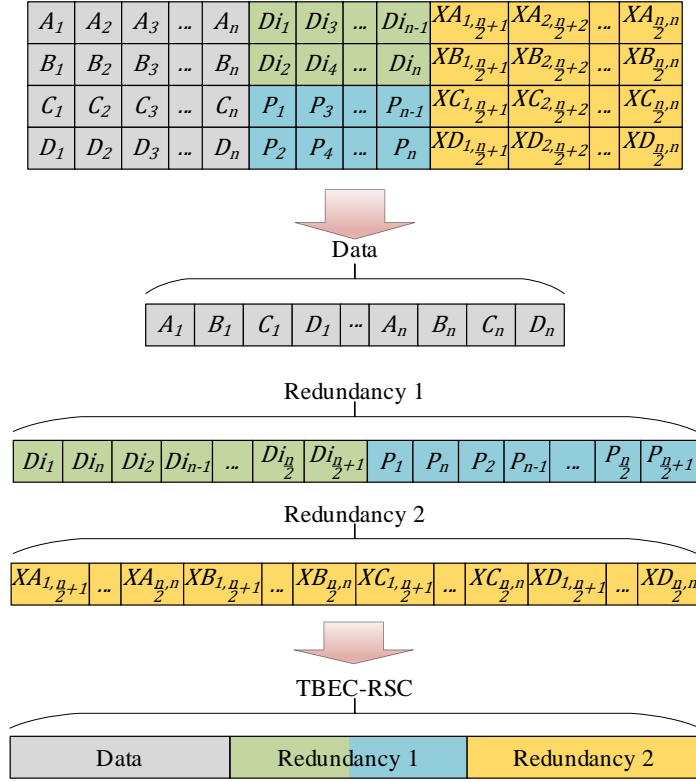 A₁ A₂ A₃ ... Aₙ Di₁ Di₃ ... Diₙ₋₁ XA₁,ₙ⁄₂₊₁ XA₂,ₙ⁄₂₊₂ ... XAₙ⁄₂,ₙ
B₁ B₂ B₃ ... Bₙ Di₂ Di₄ ... Diₙ XB₁,ₙ⁄₂₊₁ XB₂,ₙ⁄₂₊₂ ... XBₙ⁄₂,ₙ
C₁ C₂ C₃ ... Cₙ P₁ P₃ ... Pₙ₋₁ XC₁,ₙ⁄₂₊₁ XC₂,ₙ⁄₂₊₂ ... XCₙ⁄₂,ₙ
D₁ D₂ D₃ ... Dₙ P₂ P₄ ... Pₙ XD₁,ₙ⁄₂₊₁ XD₂,ₙ⁄₂₊₂ ... XDₙ⁄₂,ₙ
Data
A₁ B₁ C₁ D₁ ... Aₙ Bₙ Cₙ Dₙ
Redundancy 1
Di₁ Diₙ Di₂ Diₙ₋₁ ... Diₙ⁄₂ Diₙ⁄₂₊₁ P₁ Pₙ P₂ Pₙ₋₁ ... Pₙ⁄₂ Pₙ⁄₂₊₁
Redundancy 2
XA₁,ₙ⁄₂₊₁ ... XAₙ⁄₂,ₙ XB₁,ₙ⁄₂₊₁ ... XBₙ⁄₂,ₙ XC₁,ₙ⁄₂₊₁ ... XCₙ⁄₂,ₙ XD₁,ₙ⁄₂₊₁ ... XDₙ⁄₂,ₙ
TBEC-RSC
Data Redundancy 1 Redundancy 2